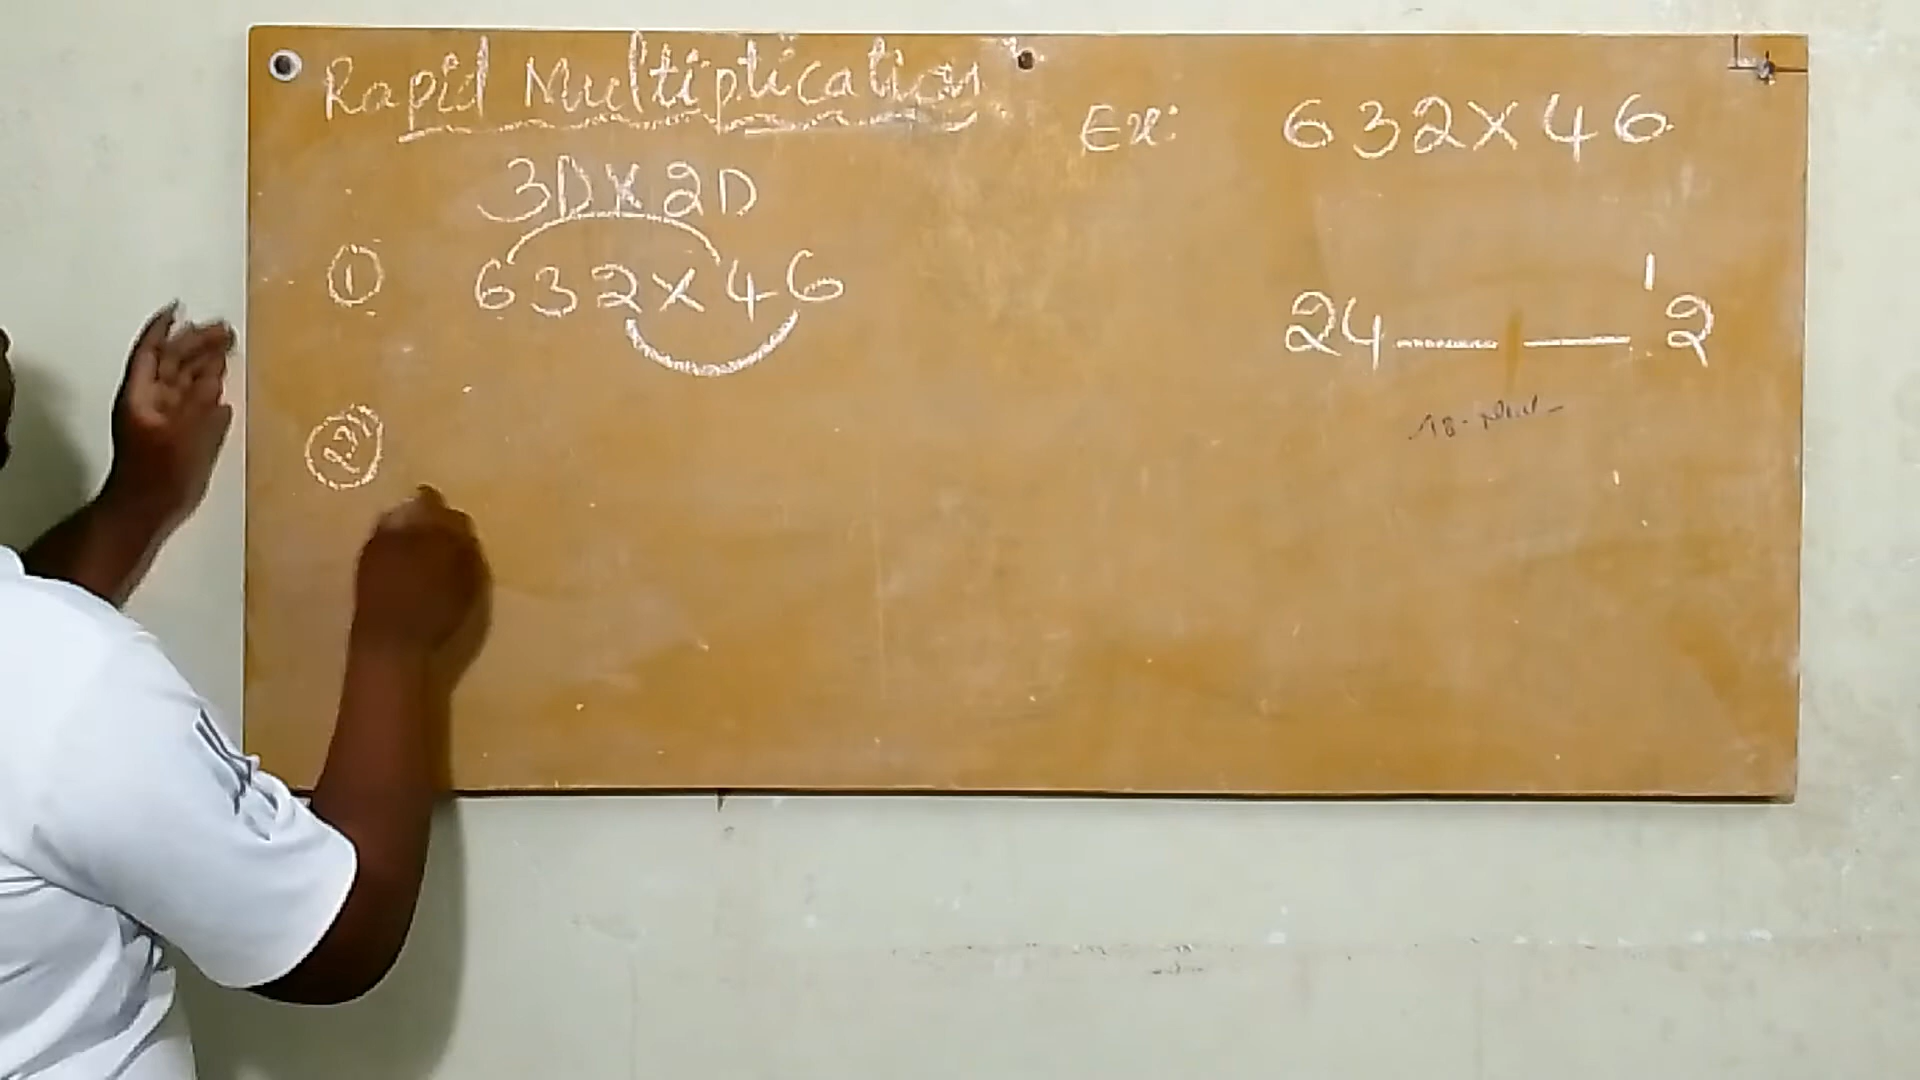 Rapid Multiplication
3D X 2D
① 632 X 46
Ex: 632 X 46
1
24 — | — 2